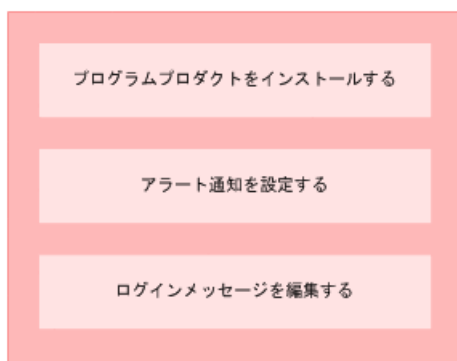 プログラムプロダクトをインストールする
アラート通知を設定する
ログインメッセージを編集する